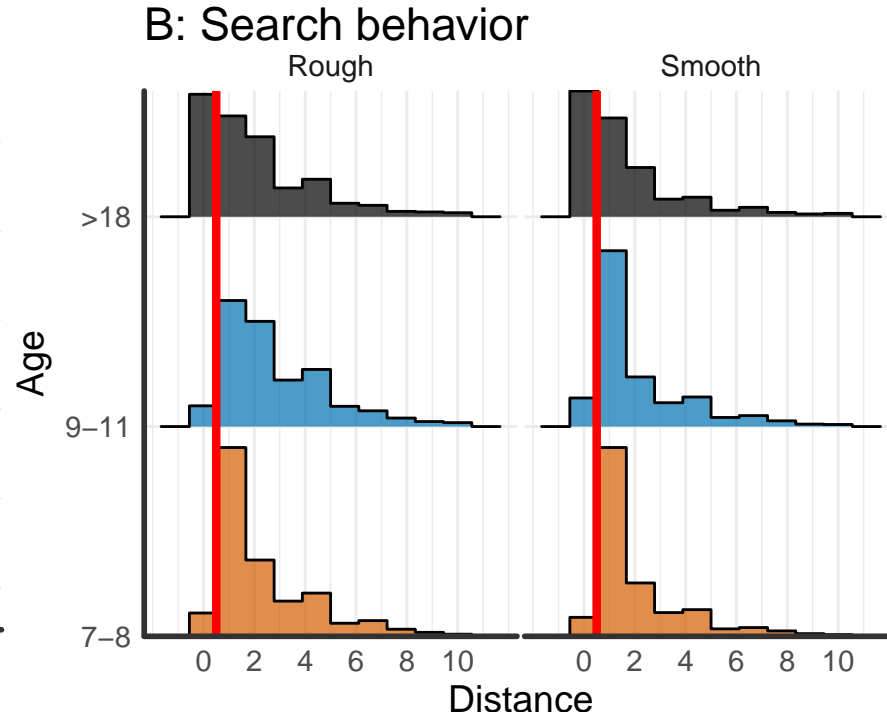 B: Search behavior
Rough
Smooth
Age
>18
9–11
7–8
0 2 4 6 8 10
0 2 4 6 8 10
Distance